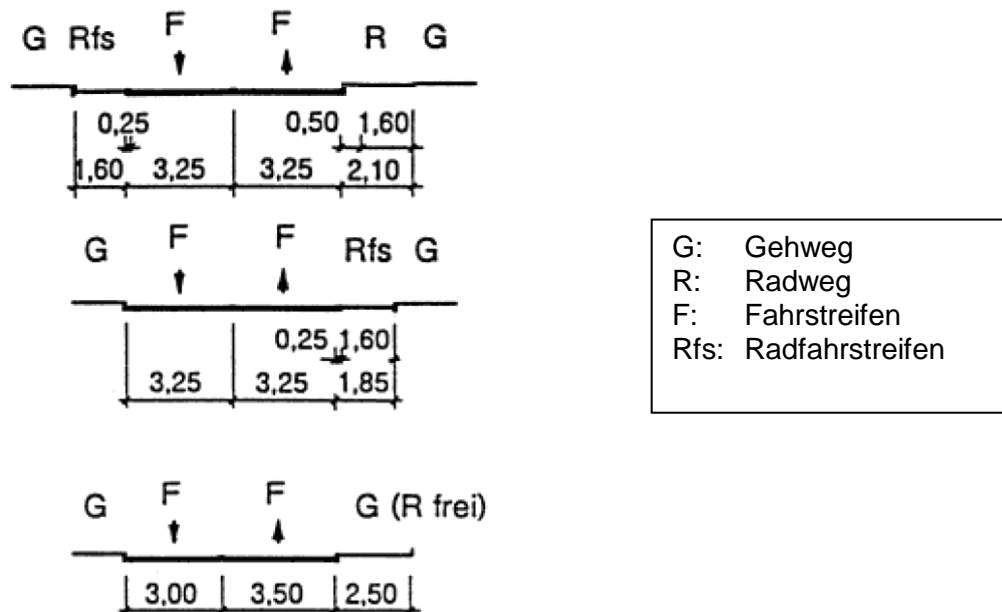 G Rfs F F R G
0,25 0,50 1,60
1,60 3,25 3,25 2,10
G F F Rfs G
0,25 1,60
3,25 3,25 1,85
G F F G (R frei)
3,00 3,50 2,50
G: Gehweg
R: Radweg
F: Fahrstreifen
Rfs: Radfahrstreifen